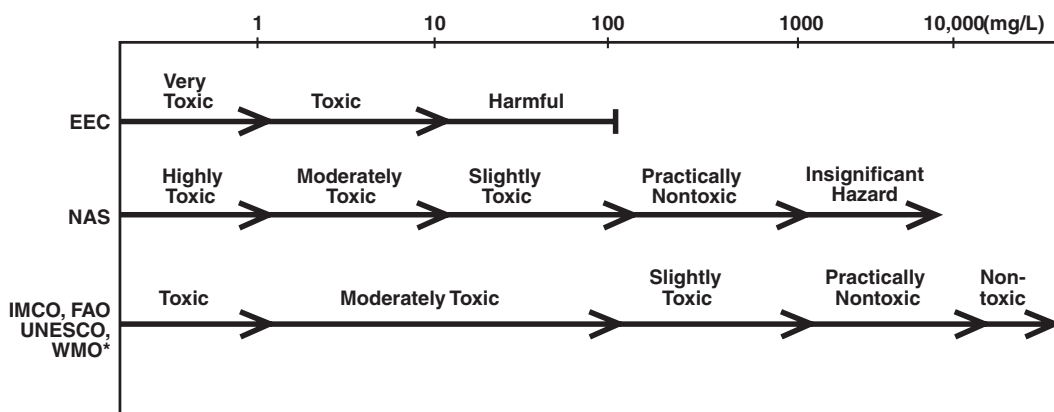 1 10 100 1000 10,000(mg/L)
Very
Toxic Toxic Harmful
EEC
Highly Moderately Slightly Practically Insignificant
Toxic Toxic Toxic Nontoxic Hazard
NAS
Toxic Moderately Toxic Slightly Practically Non-
Toxic Nontoxic toxic
IMCO, FAO
UNESCO,
WMO*